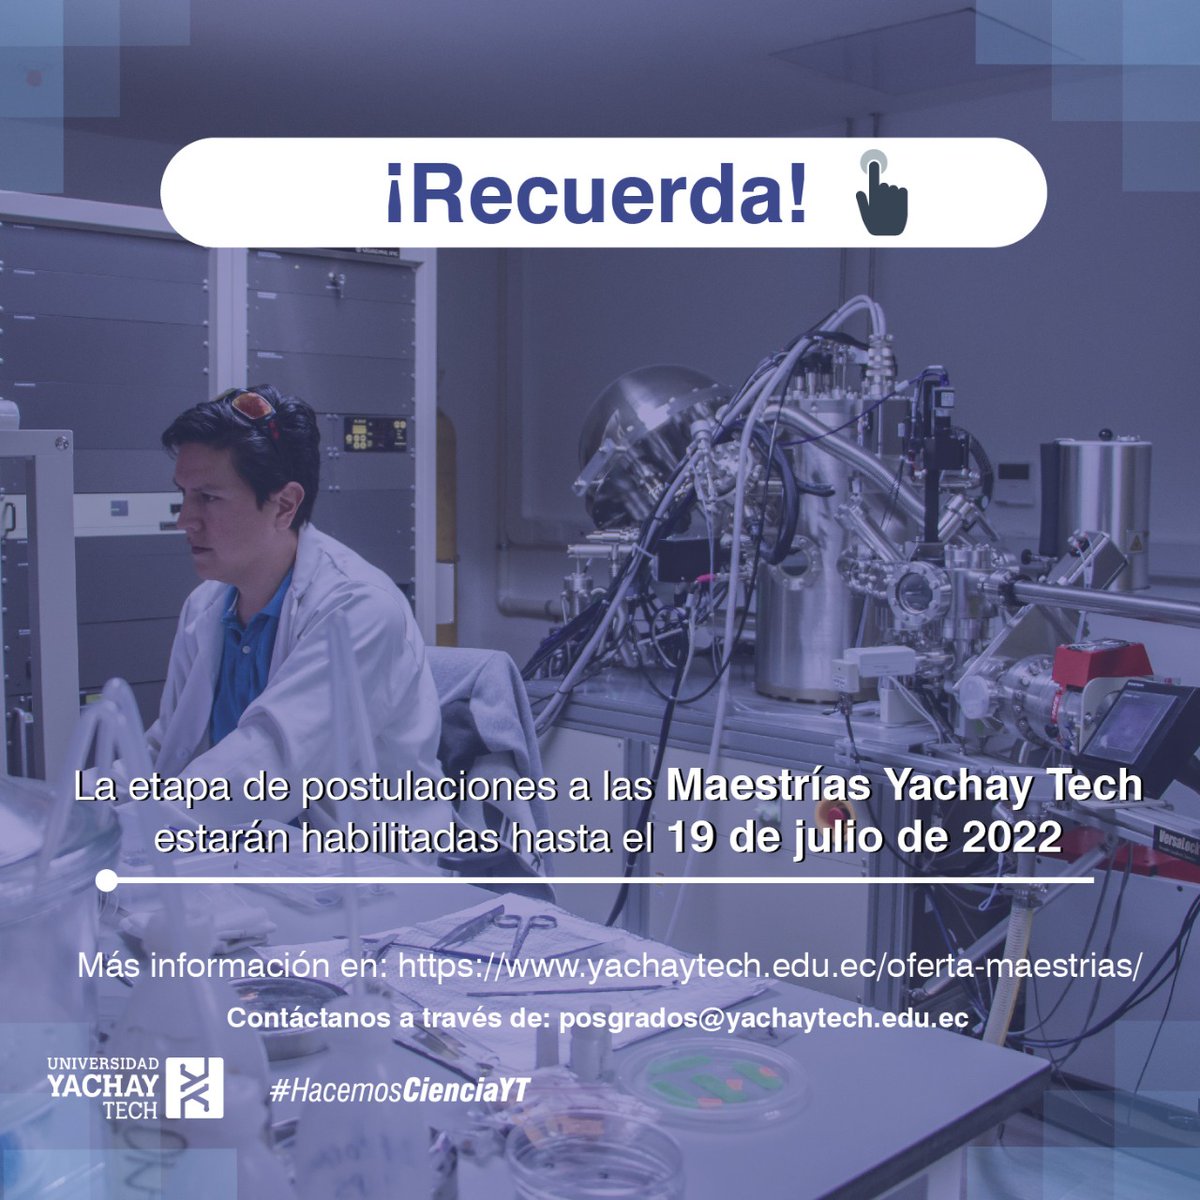 ¡Recuerda!
La etapa de postulaciones a las Maestrías Yachay Tech
estarán habilitadas hasta el 19 de julio de 2022
VersaLock
Más información en: https://www.yachaytech.edu.ec/oferta-maestrias/
Contáctanos a través de: posgrados@yachaytech.edu.ec
UNIVERSIDAD
YACHAY
TECH
#HacemosCienciaYT